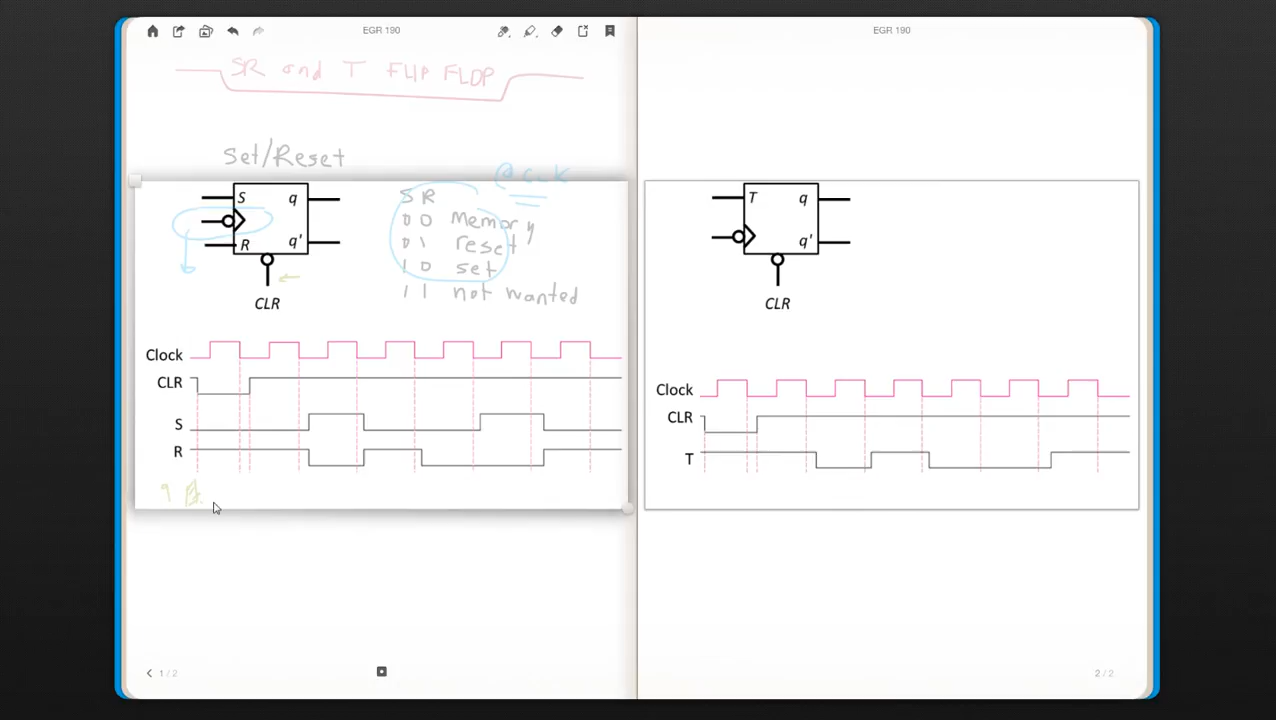 EGR 190
SR and T FLIP FLOP
Set/Reset
@ CLK
S q
R q'
CLR
S R
0 0 Memory
0 1 reset
1 0 set
1 1 not wanted
Clock
CLR
S
R
q
1 / 2
EGR 190
T q
q'
CLR
Clock
CLR
T
2 / 2